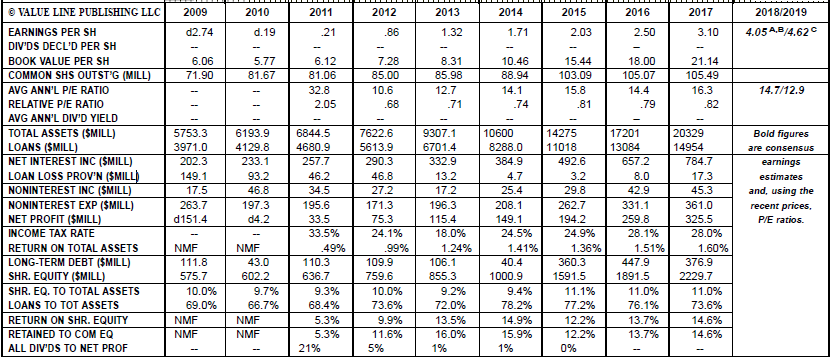 © VALUE LINE PUBLISHING LLC 2009 2010 2011 2012 2013 2014 2015 2016 2017 2018/2019
EARNINGS PER SH d2.74 d.19 .21 .86 1.32 1.71 2.03 2.50 3.10 4.05 A,B/4.62 C
DIV'DS DECL'D PER SH -- -- -- -- -- -- -- -- --
BOOK VALUE PER SH 6.06 5.77 6.12 7.28 8.31 10.46 15.44 18.00 21.14
COMMON SHS OUTST'G (MILL) 71.90 81.67 81.06 85.00 85.98 88.94 103.09 105.07 105.49
AVG ANN'L P/E RATIO -- -- 32.8 10.6 12.7 14.1 15.8 14.4 16.3 14.7/12.9
RELATIVE P/E RATIO -- -- 2.05 .68 .71 .74 .81 .79 .82
AVG ANN'L DIV'D YIELD -- -- -- -- -- -- -- -- --
TOTAL ASSETS ($MILL) 5753.3 6193.9 6844.5 7622.6 9307.1 10600 14275 17201 20329 Bold figures
LOANS ($MILL) 3971.0 4129.8 4680.9 5613.9 6701.4 8288.0 11018 13084 14954 are consensus
NET INTEREST INC ($MILL) 202.3 233.1 257.7 290.3 332.9 384.9 492.6 657.2 784.7 earnings
LOAN LOSS PROV'N ($MILL) 149.1 93.2 46.2 46.8 13.2 4.7 3.2 8.0 17.3 estimates
NONINTEREST INC ($MILL) 17.5 46.8 34.5 27.2 17.2 25.4 29.8 42.9 45.3 and, using the
NONINTEREST EXP ($MILL) 263.7 197.3 195.6 171.3 196.3 208.1 262.7 331.1 361.0 recent prices,
NET PROFIT ($MILL) d151.4 d4.2 33.5 75.3 115.4 149.1 194.2 259.8 325.5 P/E ratios.
INCOME TAX RATE -- -- 33.5% 24.1% 18.0% 24.5% 24.9% 28.1% 28.0%
RETURN ON TOTAL ASSETS NMF NMF .49% .99% 1.24% 1.41% 1.36% 1.51% 1.60%
LONG-TERM DEBT ($MILL) 111.8 43.0 110.3 109.9 106.1 40.4 360.3 447.9 376.9
SHR. EQUITY ($MILL) 575.7 602.2 636.7 759.6 855.3 1000.9 1591.5 1891.5 2229.7
SHR. EQ. TO TOTAL ASSETS 10.0% 9.7% 9.3% 10.0% 9.2% 9.4% 11.1% 11.0% 11.0%
LOANS TO TOT ASSETS 69.0% 66.7% 68.4% 73.6% 72.0% 78.2% 77.2% 76.1% 73.6%
RETURN ON SHR. EQUITY NMF NMF 5.3% 9.9% 13.5% 14.9% 12.2% 13.7% 14.6%
RETAINED TO COM EQ NMF NMF 5.3% 11.6% 16.0% 15.9% 12.2% 13.7% 14.6%
ALL DIV'DS TO NET PROF -- -- 21% 5% 1% 1% 0% -- --